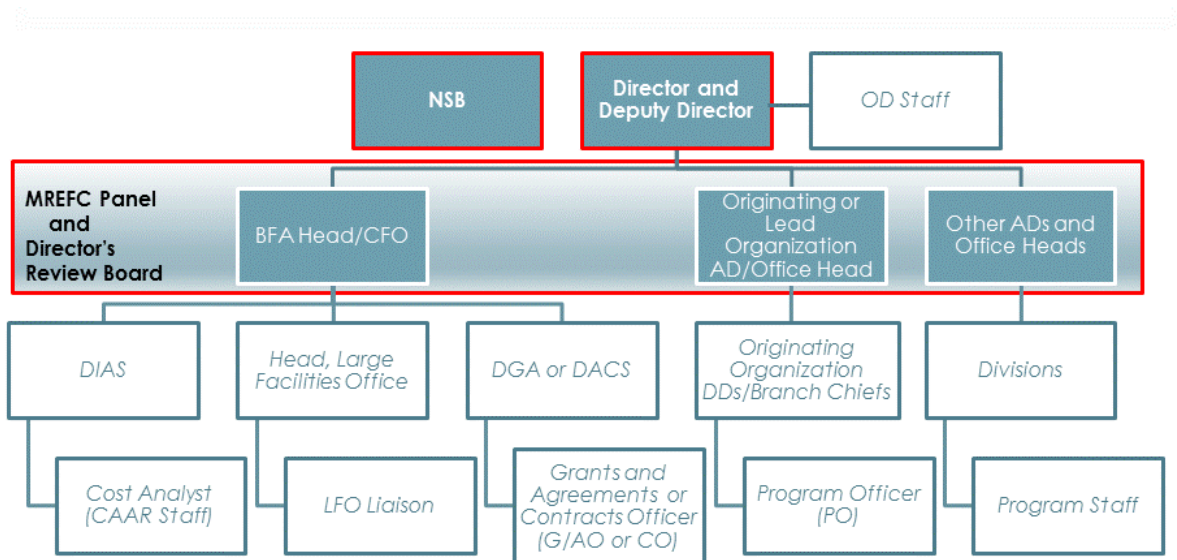 NSB
Director and
Deputy Director
OD Staff
MREFC Panel
and
Director's
Review Board
BFA Head/CFO
Originating or
Lead
Organization
AD/Office Head
Other ADs and
Office Heads
DIAS
Head, Large
Facilities Office
DGA or DACS
Originating
Organization
DDs/Branch Chiefs
Divisions
Cost Analyst
(CAAR Staff)
LFO Liaison
Grants and
Agreements or
Contracts Officer
(G/AO or CO)
Program Officer
(PO)
Program Staff